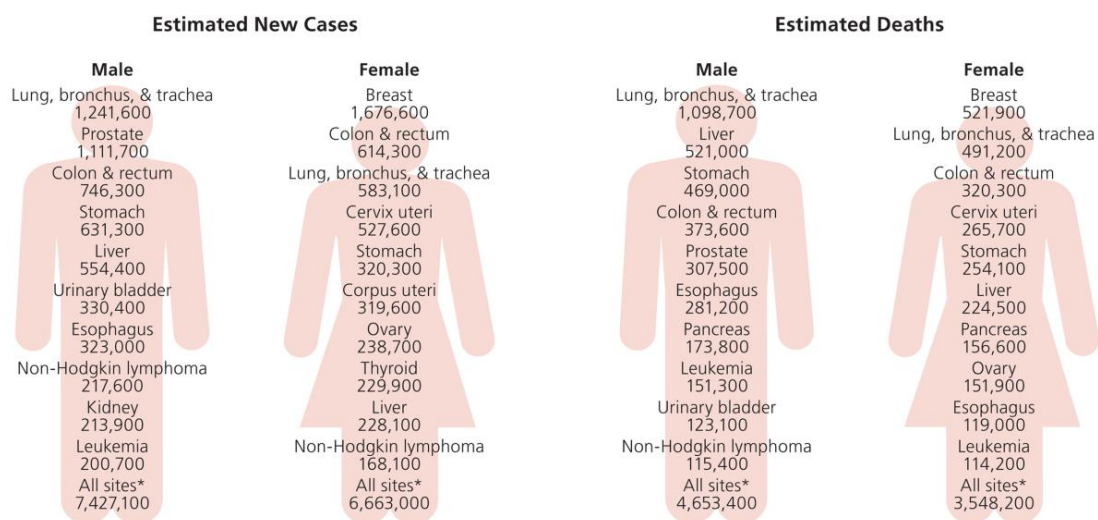 Estimated New Cases
Male
Lung, bronchus, & trachea
1,241,600
Prostate
1,111,700
Colon & rectum
746,300
Stomach
631,300
Liver
554,400
Urinary bladder
330,400
Esophagus
323,000
Non-Hodgkin lymphoma
217,600
Kidney
213,900
Leukemia
200,700
All sites*
7,427,100
Female
Breast
1,676,600
Colon & rectum
614,300
Lung, bronchus, & trachea
583,100
Cervix uteri
527,600
Stomach
320,300
Corpus uteri
319,600
Ovary
238,700
Thyroid
229,900
Liver
228,100
Non-Hodgkin lymphoma
168,100
All sites*
6,663,000
Estimated Deaths
Male
Lung, bronchus, & trachea
1,098,700
Liver
521,000
Stomach
469,000
Colon & rectum
373,600
Prostate
307,500
Esophagus
281,200
Pancreas
173,800
Leukemia
151,300
Urinary bladder
123,100
Non-Hodgkin lymphoma
115,400
All sites*
4,653,400
Female
Breast
521,900
Lung, bronchus, & trachea
491,200
Colon & rectum
320,300
Cervix uteri
265,700
Stomach
254,100
Liver
224,500
Pancreas
156,600
Ovary
151,900
Esophagus
119,000
Leukemia
114,200
All sites*
3,548,200